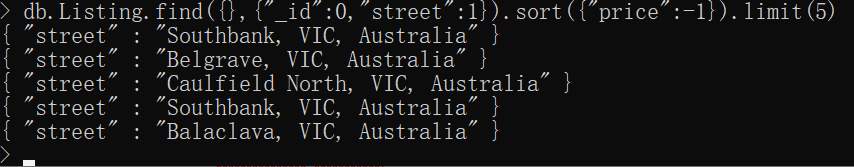 > db.Listing.find({},{"_id":0,"street":1}).sort({"price":-1}).limit(5)
{ "street" : "Southbank, VIC, Australia" }
{ "street" : "Belgrave, VIC, Australia" }
{ "street" : "Caulfield North, VIC, Australia" }
{ "street" : "Southbank, VIC, Australia" }
{ "street" : "Balaclava, VIC, Australia" }
>